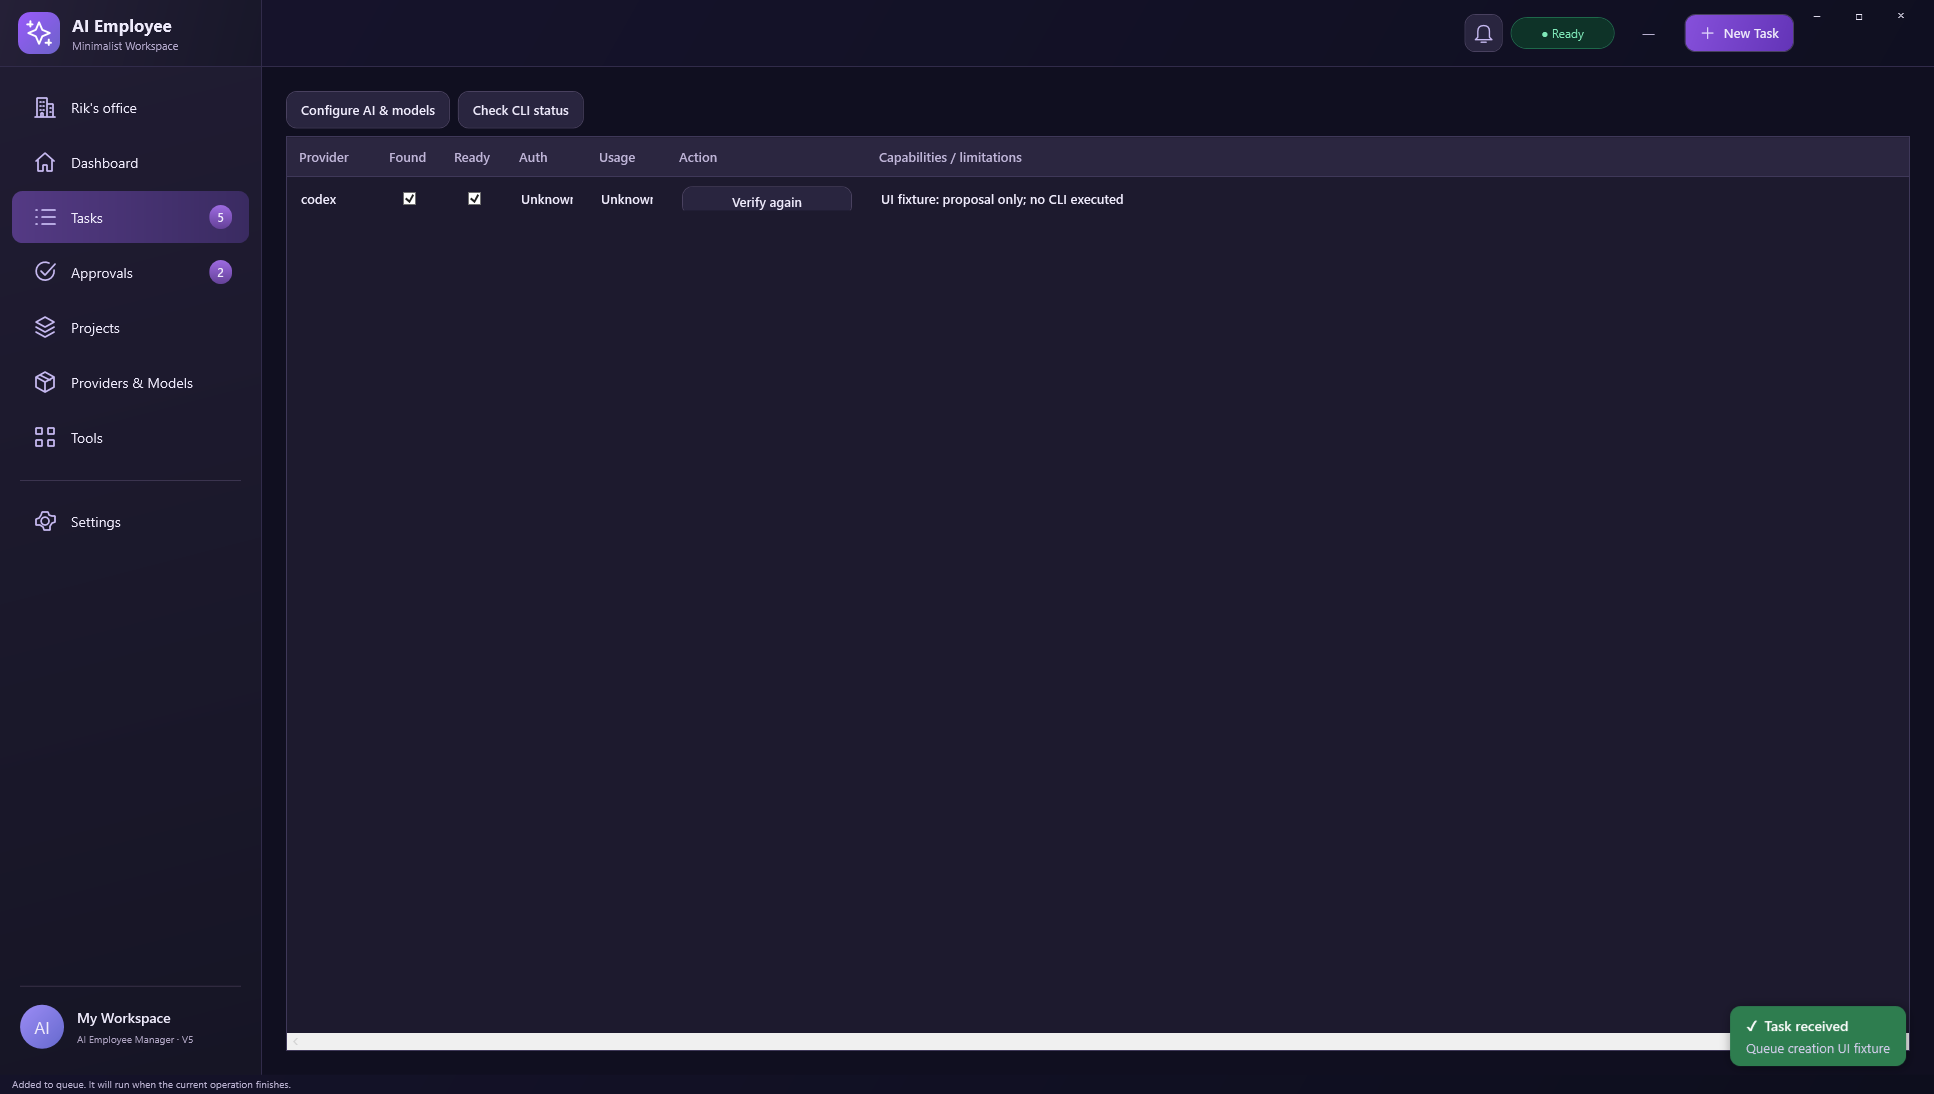 AI Employee
Minimalist Workspace
● Ready
—
New Task
Rik's office
Dashboard
Tasks
5
Approvals
2
Projects
Providers & Models
Tools
Settings
Configure AI & models
Check CLI status
Provider Found Ready Auth Usage Action Capabilities / limitations
codex Unknown Unknown Verify again UI fixture: proposal only; no CLI executed
✓ Task received
Queue creation UI fixture
AI
My Workspace
AI Employee Manager · V5
Added to queue. It will run when the current operation finishes.